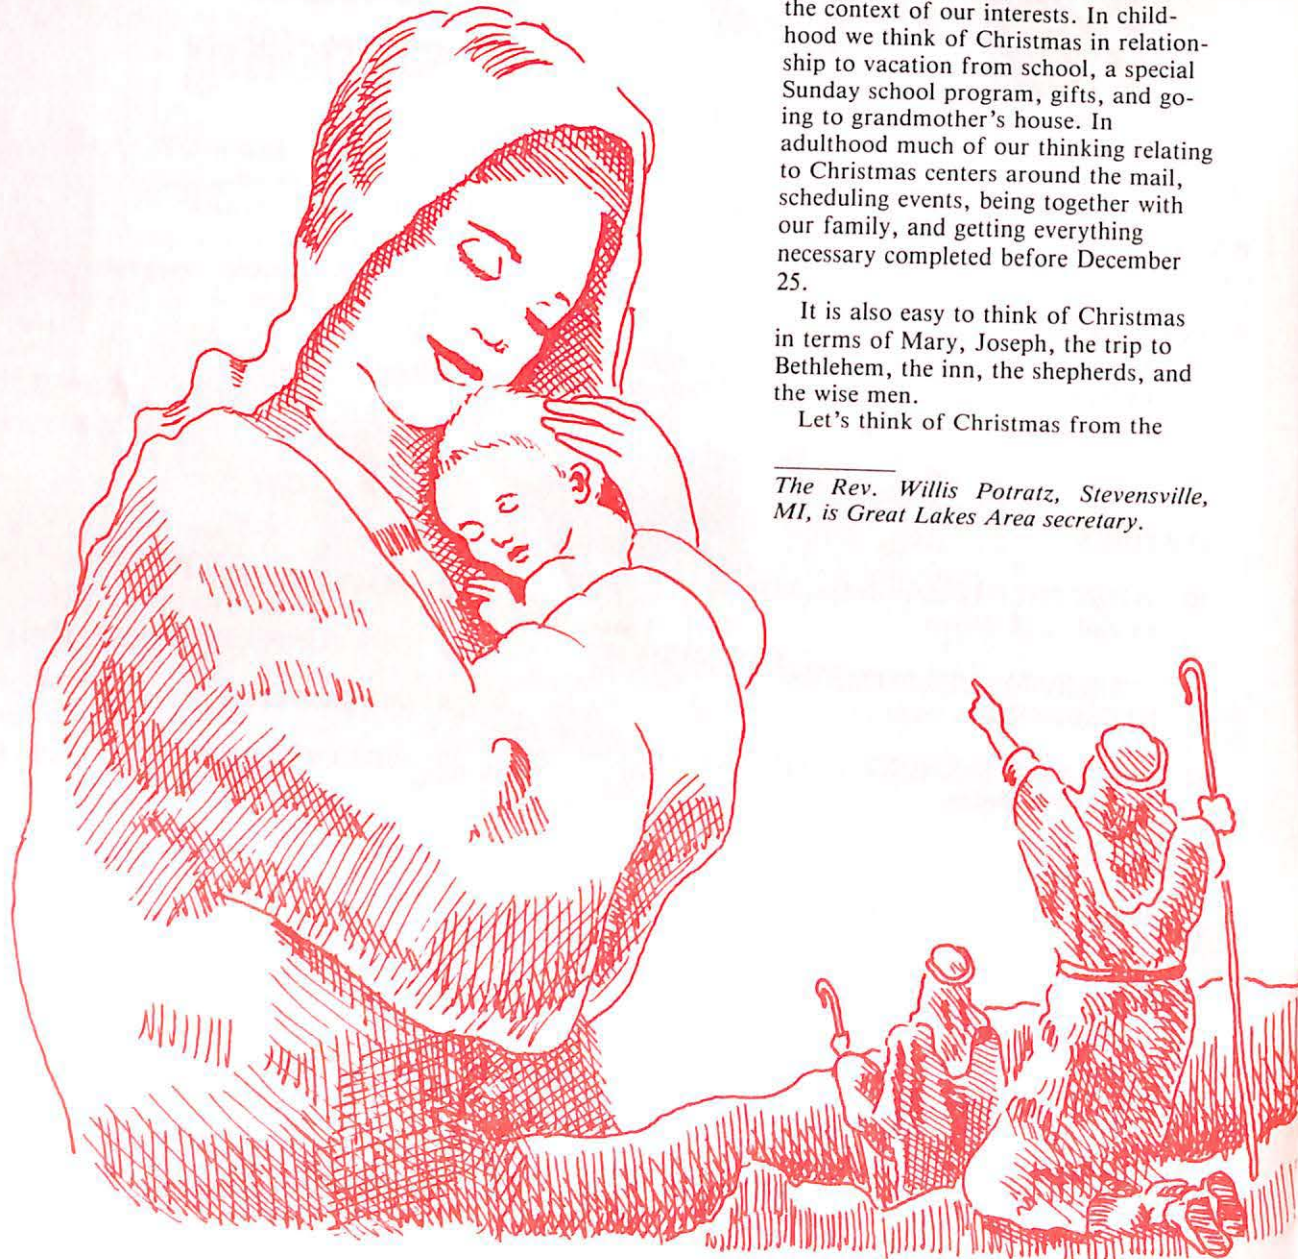 the context of our interests. In child-
hood we think of Christmas in relation-
ship to vacation from school, a special
Sunday school program, gifts, and go-
ing to grandmother's house. In
adulthood much of our thinking relating
to Christmas centers around the mail,
scheduling events, being together with
our family, and getting everything
necessary completed before December
25.
It is also easy to think of Christmas
in terms of Mary, Joseph, the trip to
Bethlehem, the inn, the shepherds, and
the wise men.
Let's think of Christmas from the
The Rev. Willis Potratz, Stevensville,
MI, is Great Lakes Area secretary.